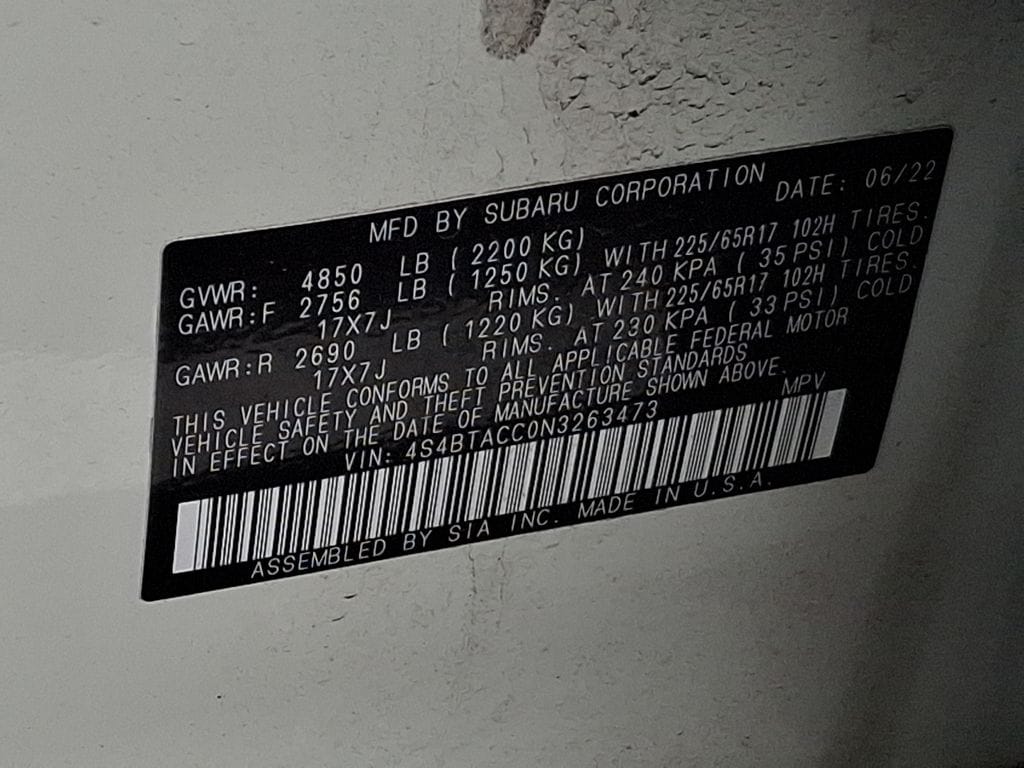 MFD BY SUBARU CORPORATION DATE: 06/22
GVWR: 4850 LB ( 2200 KG)
GAWR:F 2756 LB ( 1250 KG) WITH 225/65R17 102H TIRES.
17X7J RIMS. AT 240 KPA ( 35 PSI) COLD
GAWR:R 2690 LB ( 1220 KG) WITH 225/65R17 102H TIRES.
17X7J RIMS. AT 230 KPA ( 33 PSI) COLD
THIS VEHICLE CONFORMS TO ALL APPLICABLE FEDERAL MOTOR
VEHICLE SAFETY AND THEFT PREVENTION STANDARDS
IN EFFECT ON THE DATE OF MANUFACTURE SHOWN ABOVE.
VIN: 4S4BTACC0N3263473 MPV
ASSEMBLED BY SIA INC. MADE IN U.S.A.